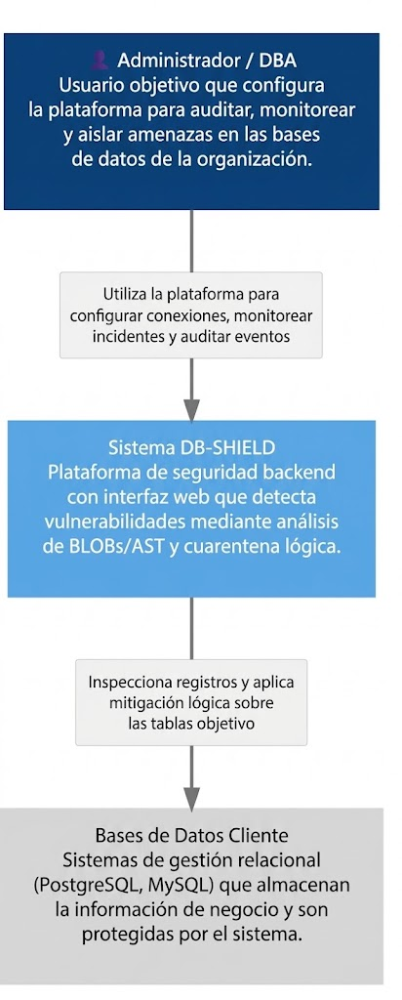 Administrador / DBA
Usuario objetivo que configura
la plataforma para auditar, monitorear
y aislar amenazas en las bases
de datos de la organización.
Utiliza la plataforma para
configurar conexiones, monitorear
incidentes y auditar eventos
Sistema DB-SHIELD
Plataforma de seguridad backend
con interfaz web que detecta
vulnerabilidades mediante análisis
de BLOBs/AST y cuarentena lógica.
Inspecciona registros y aplica
mitigación lógica sobre
las tablas objetivo
Bases de Datos Cliente
Sistemas de gestión relacional
(PostgreSQL, MySQL) que almacenan
la información de negocio y son
protegidas por el sistema.